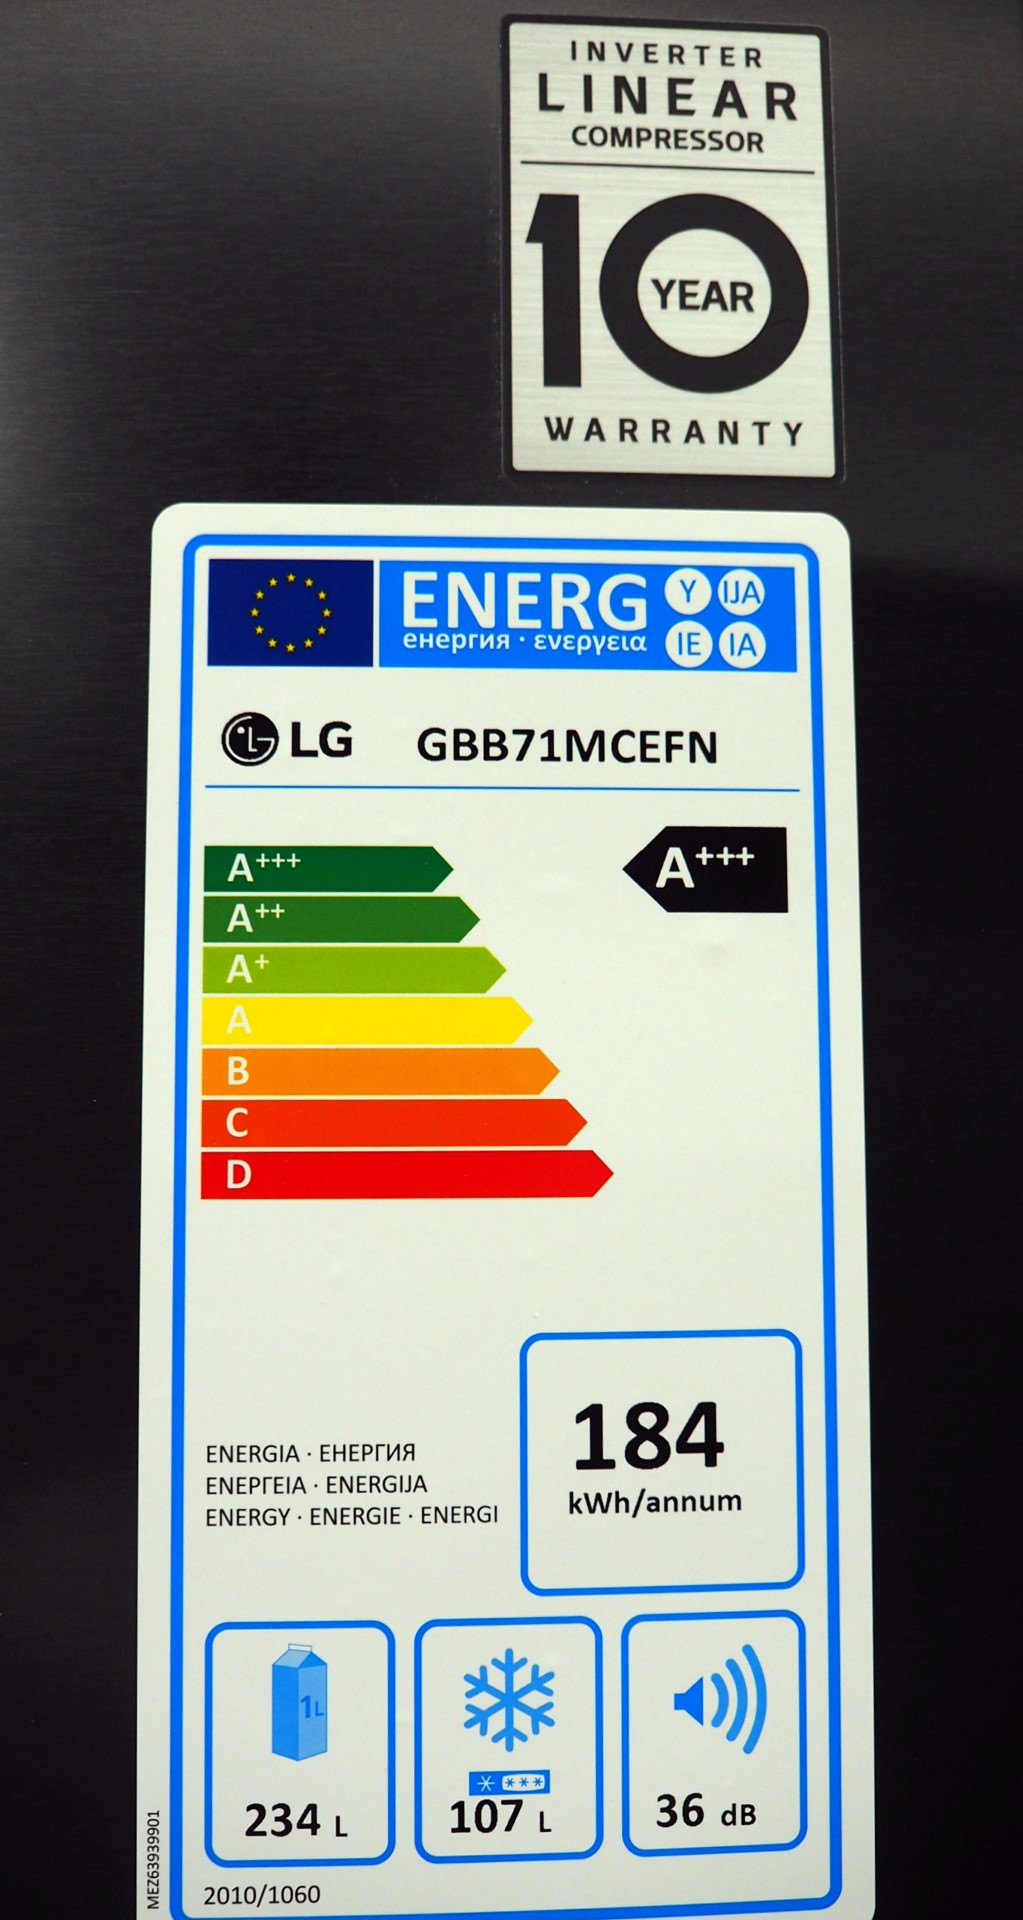 INVERTER
LINEAR
COMPRESSOR
10
YEAR
WARRANTY
ENERG Y IJA
енергия · ενεργεια IE IA
LG GBB71MCEFN
A+++ A+++
A++
A+
A
B
C
D
184
kWh/annum
ENERGIA · ЕНЕРГИЯ
ΕΝΕΡΓΕΙΑ · ENERGIJA
ENERGY · ENERGIE · ENERGI
1L
234 L
107 L
36 dB
MEZ63939901
2010/1060